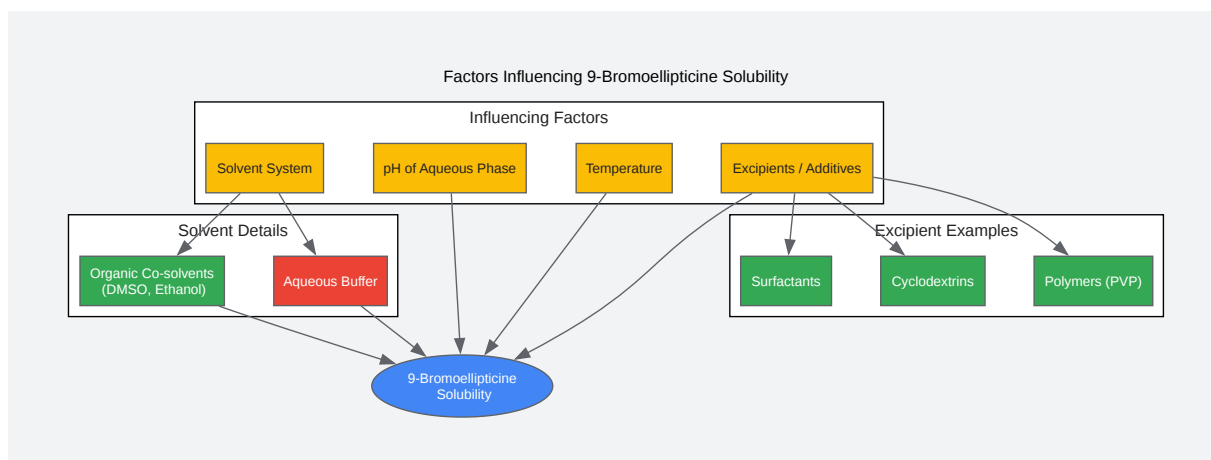 Factors Influencing 9-Bromoellipticine Solubility
Influencing Factors
Solvent System
pH of Aqueous Phase
Temperature
Excipients / Additives
Solvent Details
Excipient Examples
Organic Co-solvents
(DMSO, Ethanol)
Aqueous Buffer
Surfactants
Cyclodextrins
Polymers (PVP)
9-Bromoellipticine
Solubility